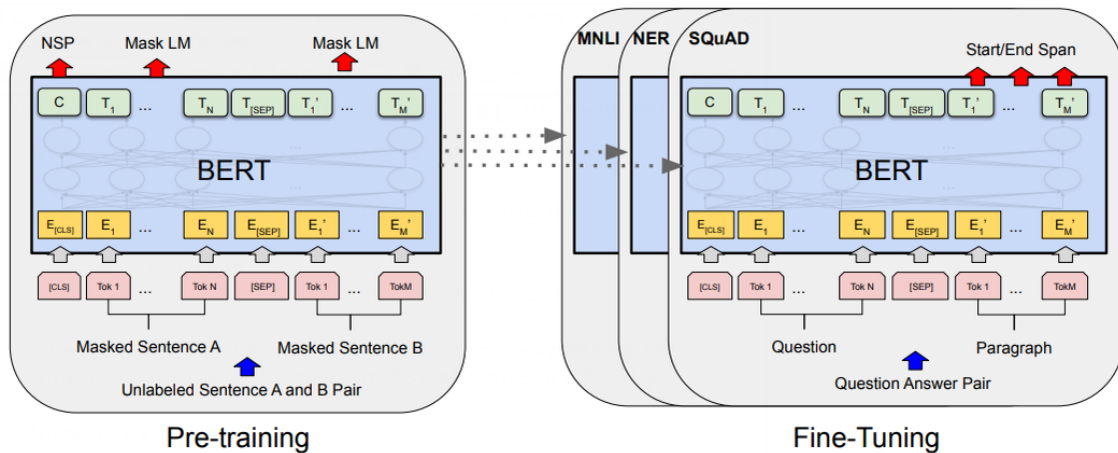 NSP Mask LM Mask LM
C T1 ... TN T[SEP] T1' ... TM'
... ...
BERT
... ...
E[CLS] E1 ... EN E[SEP] E1' ... EM'
[CLS] Tok 1 ... Tok N [SEP] Tok 1 ... TokM
Masked Sentence A Masked Sentence B
Unlabeled Sentence A and B Pair
Pre-training
MNLI NER SQuAD
Start/End Span
C T1 ... TN T[SEP] T1' ... TM'
... ...
BERT
... ...
E[CLS] E1 ... EN E[SEP] E1' ... EM'
[CLS] Tok 1 ... Tok N [SEP] Tok 1 ... TokM
Question Paragraph
Question Answer Pair
Fine-Tuning